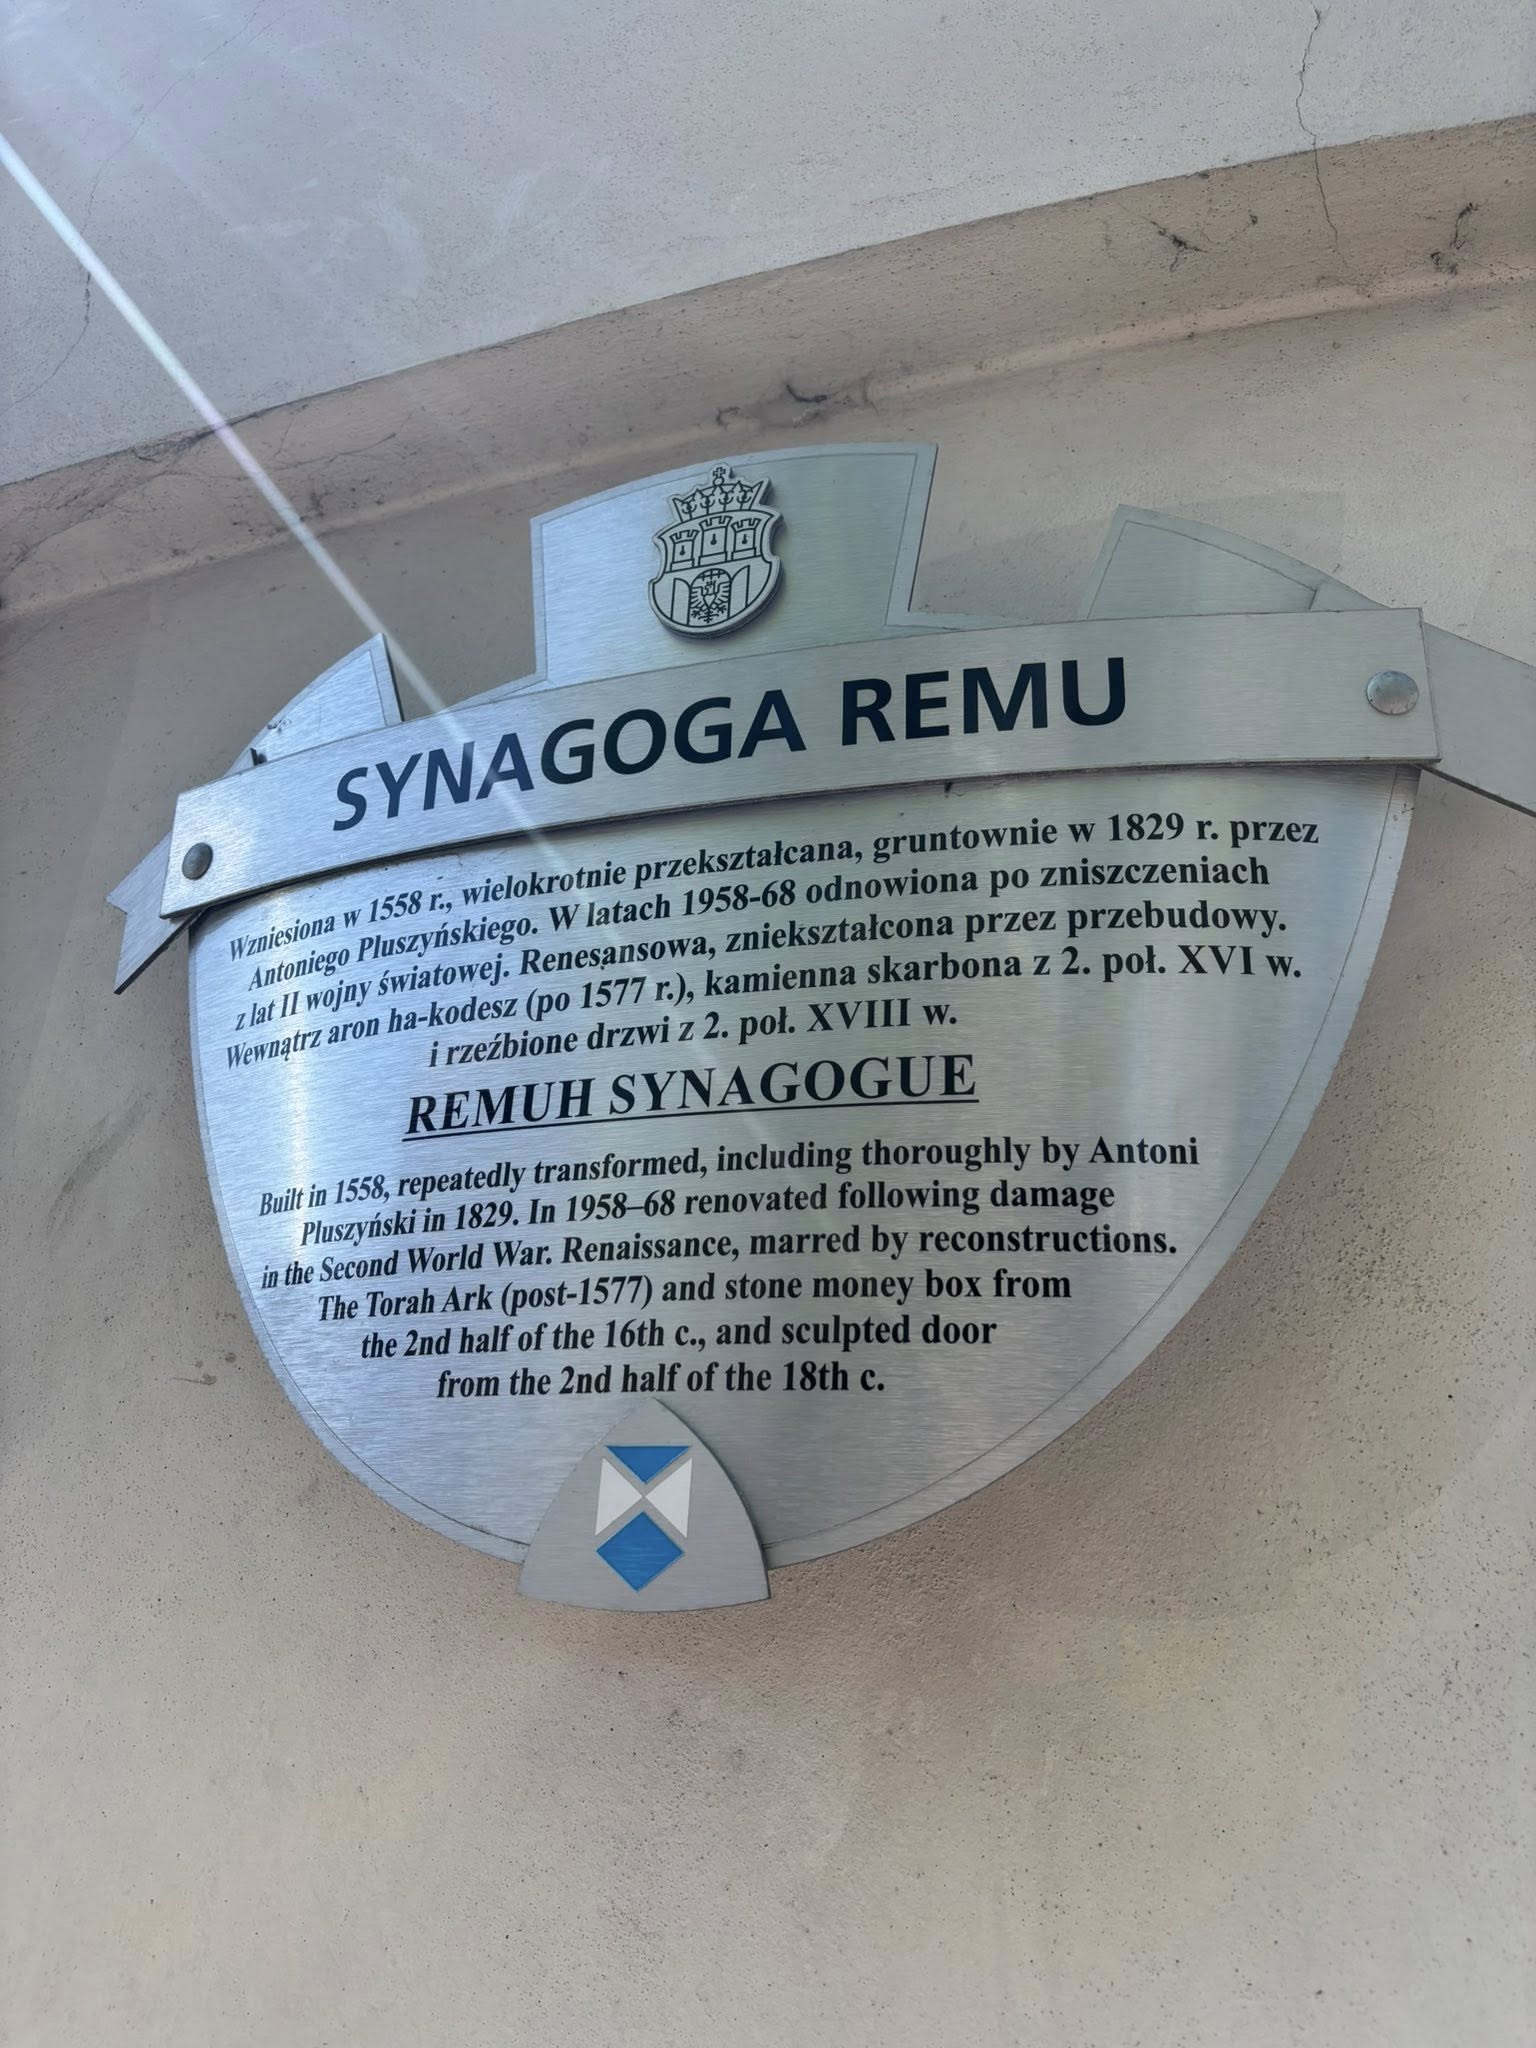 SYNAGOGA REMU
Wzniesiona w 1558 r., wielokrotnie przekształcana, gruntownie w 1829 r. przez
Antoniego Pluszyńskiego. W latach 1958-68 odnowiona po zniszczeniach
z lat II wojny światowej. Renesansowa, zniekształcona przez przebudowy.
Wewnątrz aron ha-kodesz (po 1577 r.), kamienna skarbona z 2. poł. XVI w.
i rzeźbione drzwi z 2. poł. XVIII w.
REMUH SYNAGOGUE
Built in 1558, repeatedly transformed, including thoroughly by Antoni
Pluszyński in 1829. In 1958–68 renovated following damage
in the Second World War. Renaissance, marred by reconstructions.
The Torah Ark (post-1577) and stone money box from
the 2nd half of the 16th c., and sculpted door
from the 2nd half of the 18th c.